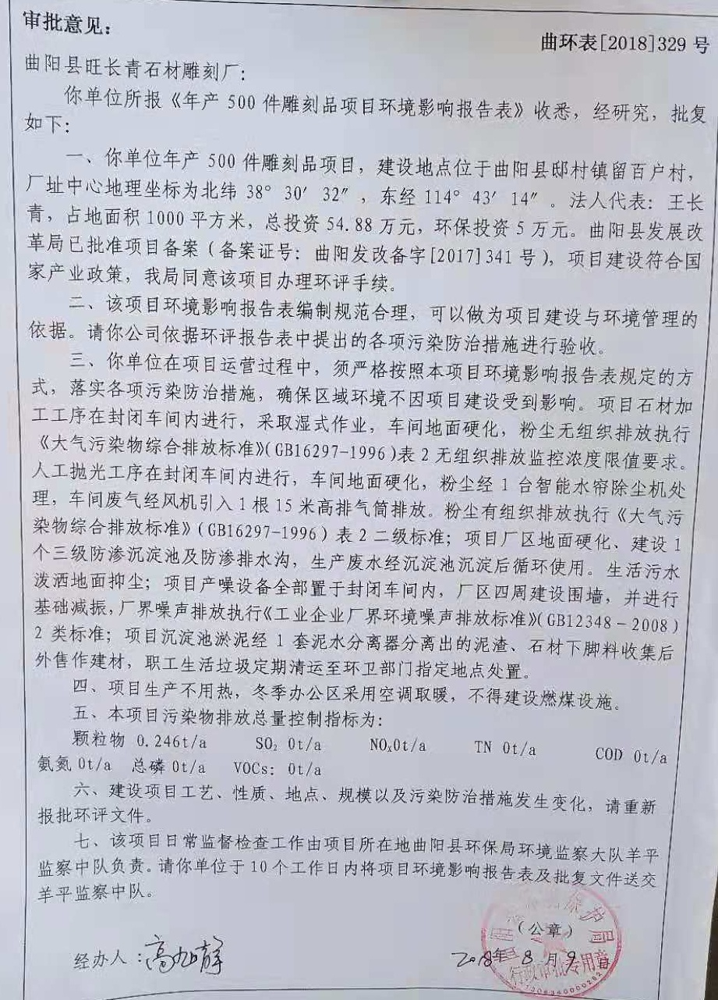 审批意见：
曲环表[2018]329 号
曲阳县旺长青石材雕刻厂：
你单位所报《年产 500 件雕刻品项目环境影响报告表》收悉，经研究，批复
如下：
一、你单位年产 500 件雕刻品项目，建设地点位于曲阳县邸村镇留百户村，
厂址中心地理坐标为北纬 38° 30′ 32″，东经 114° 43′ 14″。法人代表：王长
青，占地面积 1000 平方米，总投资 54.88 万元，环保投资 5 万元。曲阳县发展改
革局已批准项目备案（备案证号：曲阳发改备字[2017]341 号），项目建设符合国
家产业政策，我局同意该项目办理环评手续。
二、该项目环境影响报告表编制规范合理，可以做为项目建设与环境管理的
依据。请你公司依据环评报告表中提出的各项污染防治措施进行验收。
三、你单位在项目运营过程中，须严格按照本项目环境影响报告表规定的方
式，落实各项污染防治措施，确保区域环境不因项目建设受到影响。项目石材加
工工序在封闭车间内进行，采取湿式作业，车间地面硬化，粉尘无组织排放执行
《大气污染物综合排放标准》（GB16297-1996）表 2 无组织排放监控浓度限值要求。
人工抛光工序在封闭车间内进行，车间地面硬化，粉尘经 1 台智能水帘除尘机处
理，车间废气经风机引入 1 根 15 米高排气筒排放。粉尘有组织排放执行《大气污
染物综合排放标准》（GB16297-1996）表 2 二级标准；项目厂区地面硬化、建设 1
个三级防渗沉淀池及防渗排水沟，生产废水经沉淀池沉淀后循环使用。生活污水
泼洒地面抑尘；项目产噪设备全部置于封闭车间内，厂区四周建设围墙，并进行
基础减振，厂界噪声排放执行《工业企业厂界环境噪声排放标准》（GB12348－2008）
2 类标准；项目沉淀池淤泥经 1 套泥水分离器分离出的泥渣、石材下脚料收集后
外售作建材，职工生活垃圾定期清运至环卫部门指定地点处置。
四、项目生产不用热，冬季办公区采用空调取暖，不得建设燃煤设施。
五、本项目污染物排放总量控制指标为：
颗粒物 0.246t/a SO₂ 0t/a NOₓ0t/a TN 0t/a COD 0t/a
氨氮 0t/a 总磷 0t/a VOCs：0t/a
六、建设项目工艺、性质、地点、规模以及污染防治措施发生变化，请重新
报批环评文件。
七、该项目日常监督检查工作由项目所在地曲阳县环保局环境监察大队羊平
监察中队负责。请你单位于 10 个工作日内将项目环境影响报告表及批复文件送交
羊平监察中队。
（公章）
经办人：高
2018年 8 月 9 日
行政审批专用章